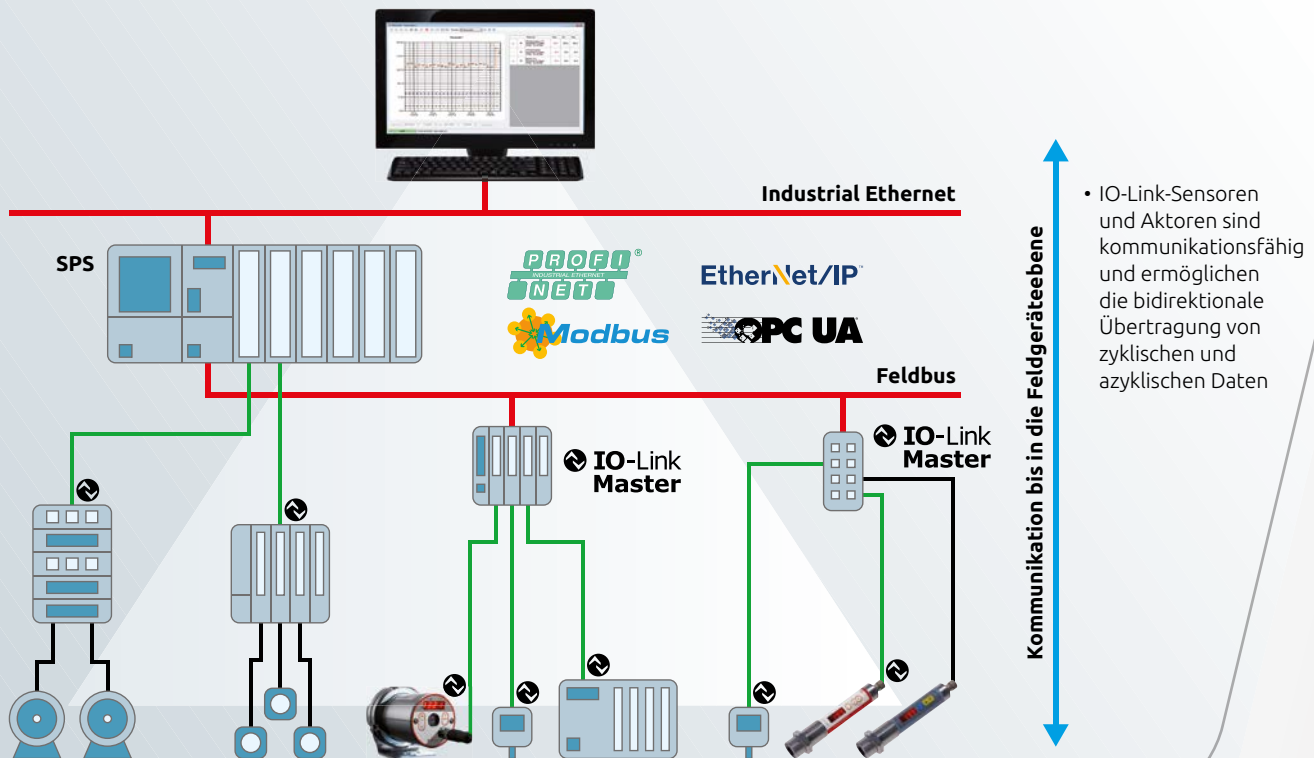 Industrial Ethernet
SPS
PROFI®
INDUSTRIAL ETHERNET
NET
EtherNet/IP™
Modbus
OPC UA
Feldbus
IO-Link
Master
IO-Link
Master
Kommunikation bis in die Feldgeräteebene
• IO-Link-Sensoren
und Aktoren sind
kommunikationsfähig
und ermöglichen
die bidirektionale
Übertragung von
zyklischen und
azyklischen Daten